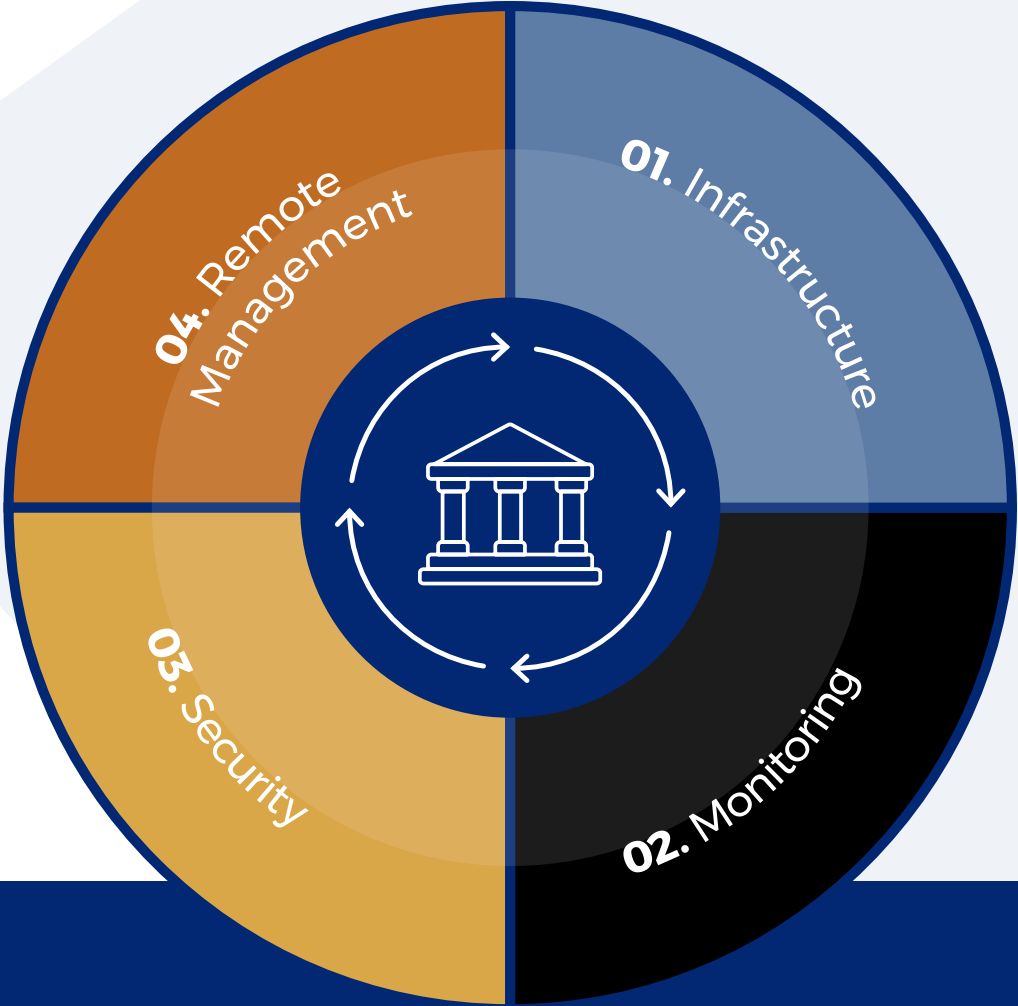 01. Infrastructure
02. Monitoring
03. Security
04. Remote
Management